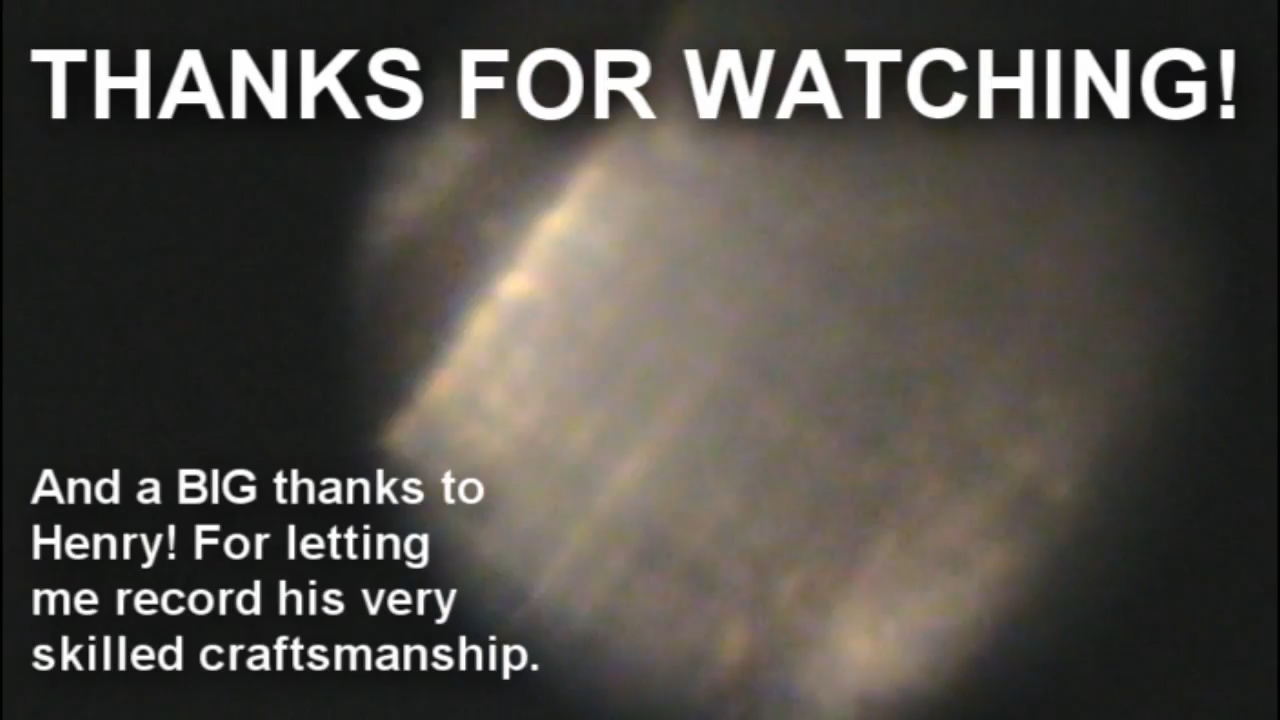 THANKS FOR WATCHING!
And a BIG thanks to
Henry! For letting
me record his very
skilled craftsmanship.